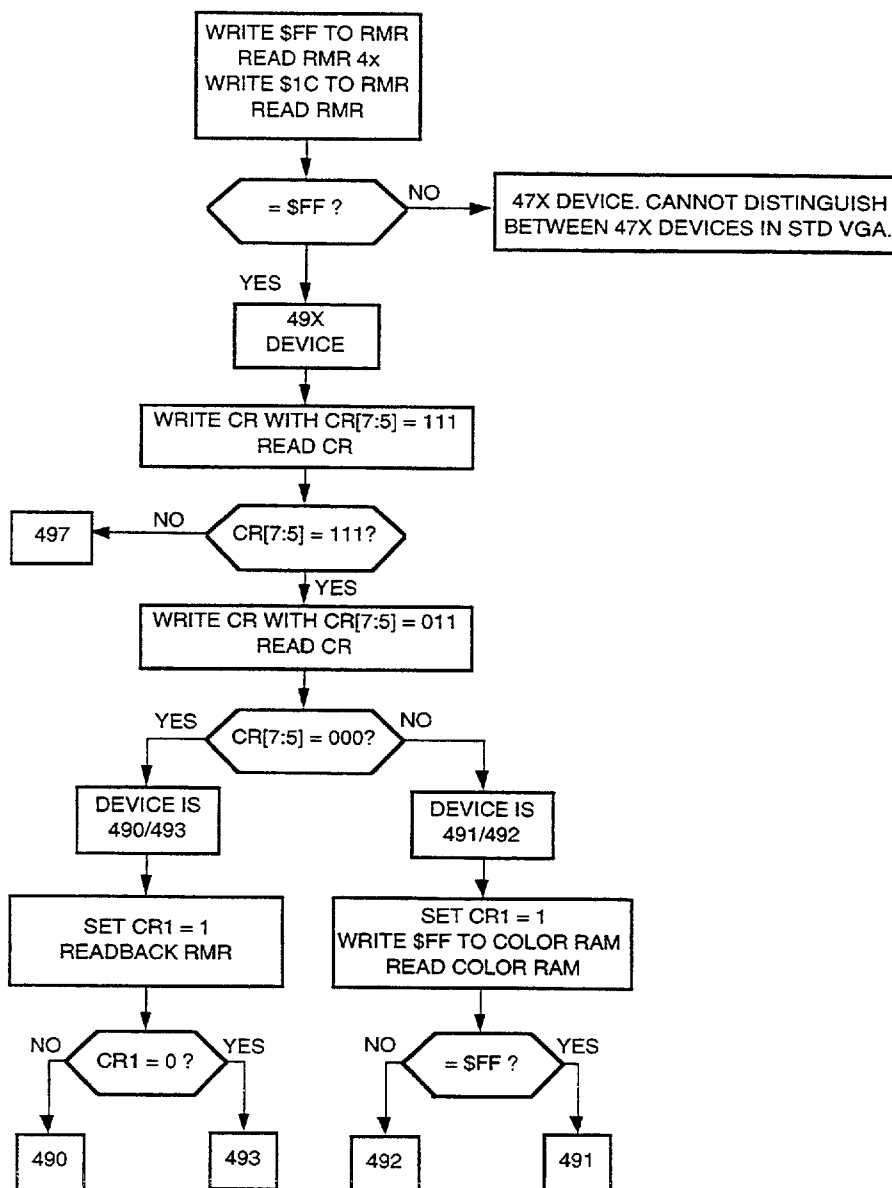 WRITE $FF TO RMR
READ RMR 4x
WRITE $1C TO RMR
READ RMR
= $FF ?
NO
47X DEVICE. CANNOT DISTINGUISH
BETWEEN 47X DEVICES IN STD VGA.
YES
49X
DEVICE
WRITE CR WITH CR[7:5] = 111
READ CR
CR[7:5] = 111?
NO
497
YES
WRITE CR WITH CR[7:5] = 011
READ CR
CR[7:5] = 000?
YES
NO
DEVICE IS
490/493
DEVICE IS
491/492
SET CR1 = 1
READBACK RMR
SET CR1 = 1
WRITE $FF TO COLOR RAM
READ COLOR RAM
NO
CR1 = 0 ?
YES
NO
= $FF ?
YES
490
493
492
491